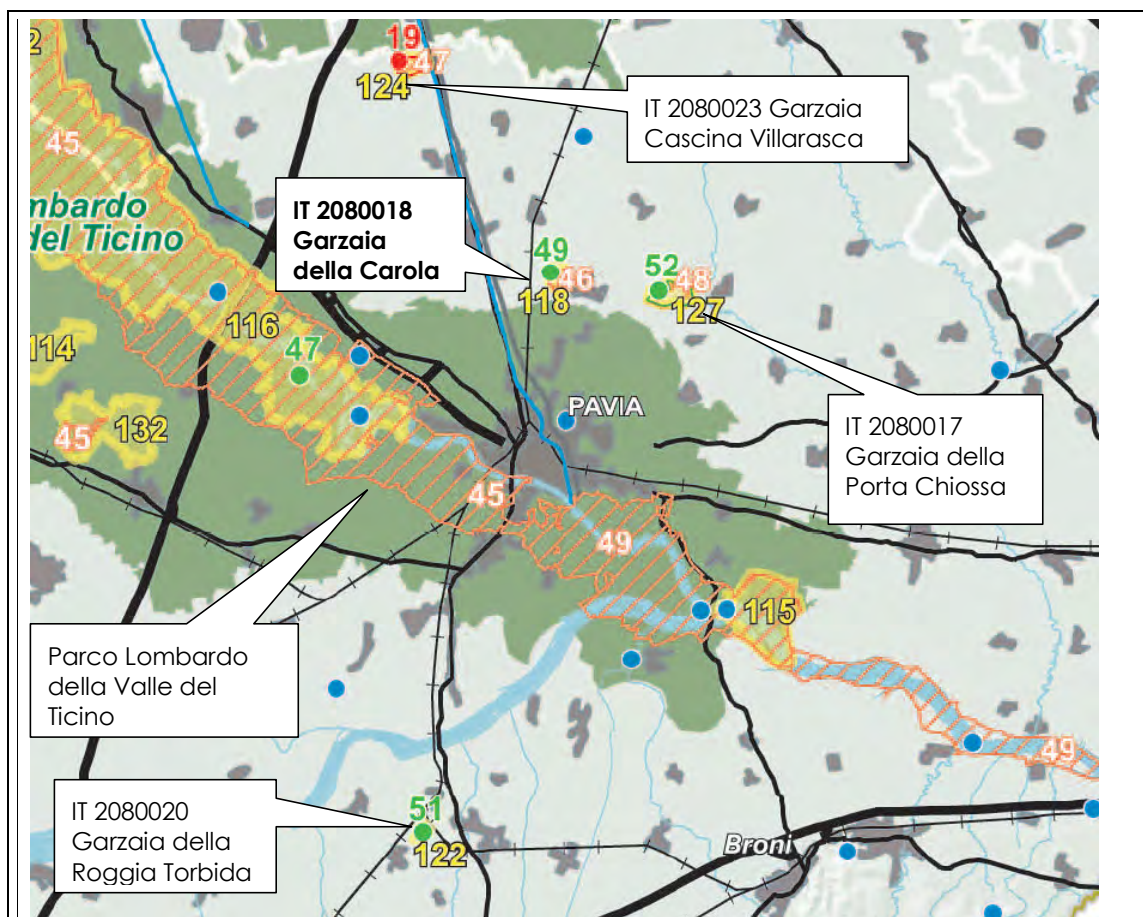 2
19
47
124
IT 2080023 Garzaia
Cascina Villarasca
45
mbardo
del Ticino
IT 2080018
Garzaia
della Carola
49
46
118
52
48
127
116
114
47
132
45
PAVIA
IT 2080017
Garzaia della
Porta Chiossa
45
49
115
Parco Lombardo
della Valle del
Ticino
49
IT 2080020
Garzaia della
Roggia Torbida
51
122
Broni